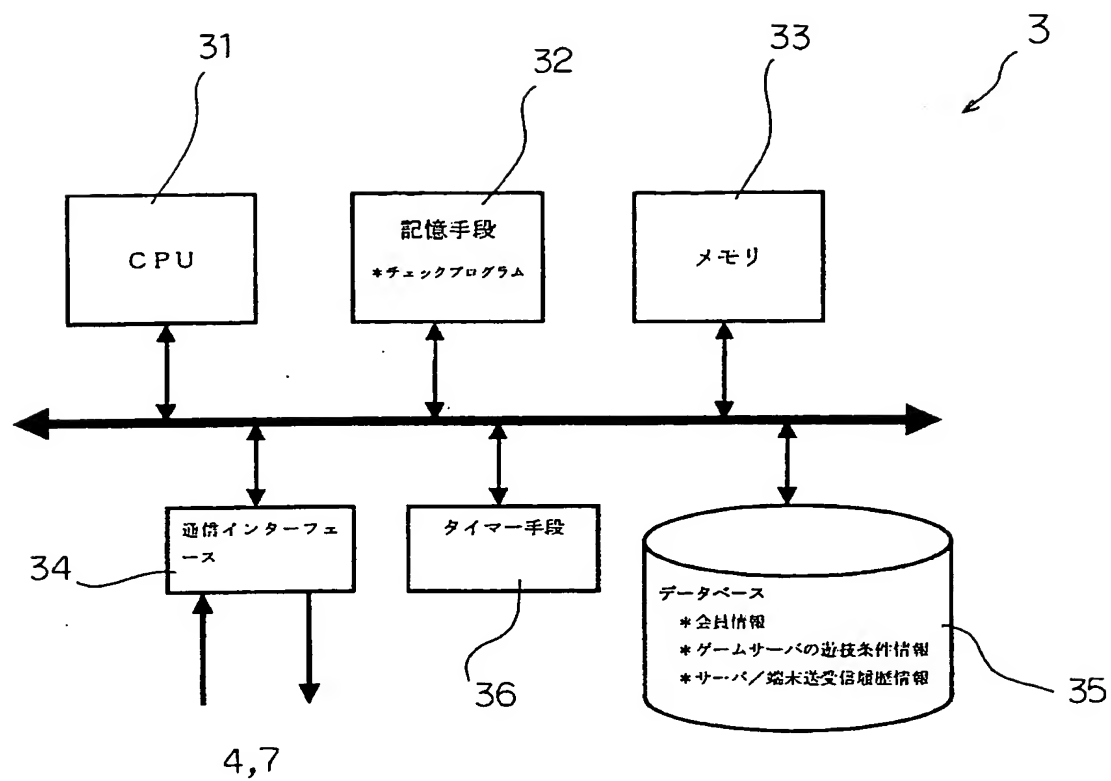 31
32
33
3
CPU
記憶手段
*チェックプログラム
メモリ
通信インターフェ
ース
34
タイマー手段
36
データベース
*会員情報
*ゲームサーバの遊技条件情報
*サーバ/端末送受信履歴情報
35
4,7